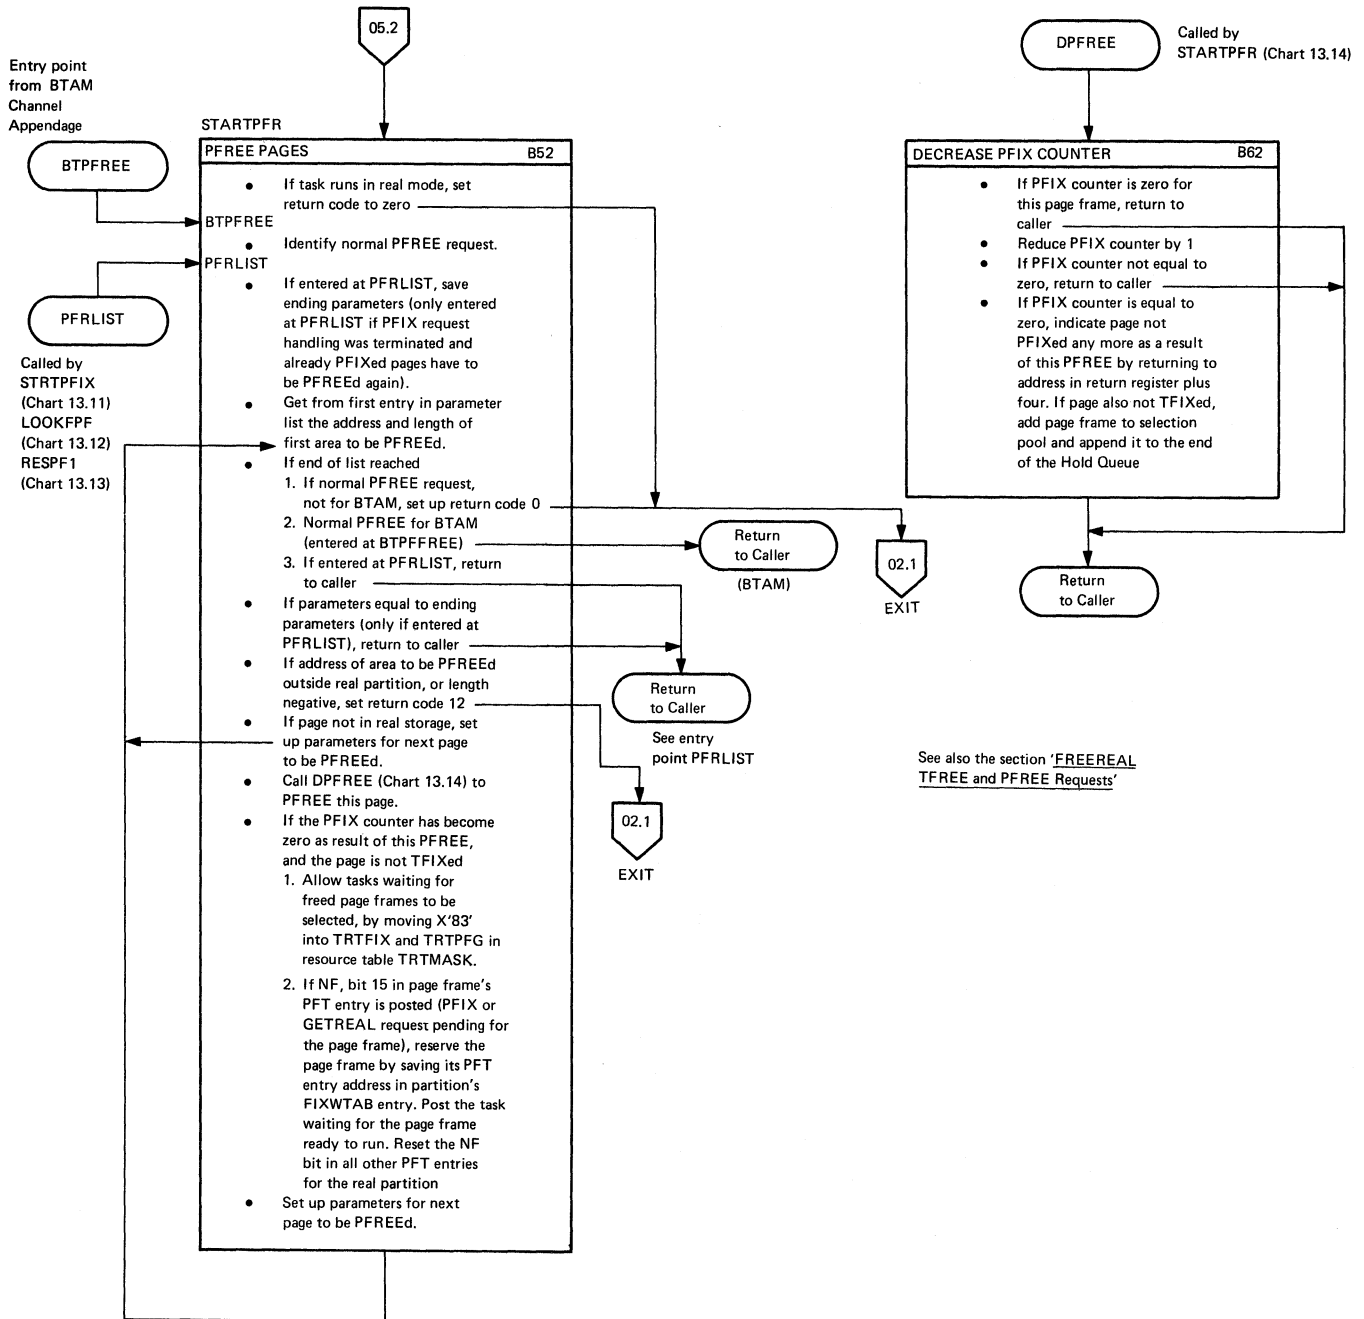 05.2
Entry point
from BTAM
Channel
Appendage
BTPFREE
PFRLIST
Called by
STRTPFIX
(Chart 13.11)
LOOKFPF
(Chart 13.12)
RESPF1
(Chart 13.13)
STARTPFR
PFREE PAGES B52
• If task runs in real mode, set
return code to zero
BTPFREE
• Identify normal PFREE request.
PFRLIST
• If entered at PFRLIST, save
ending parameters (only entered
at PFRLIST if PFIX request
handling was terminated and
already PFIXed pages have to
be PFREEd again).
• Get from first entry in parameter
list the address and length of
first area to be PFREEd.
• If end of list reached
1. If normal PFREE request,
not for BTAM, set up return code 0
2. Normal PFREE for BTAM
(entered at BTPFFREE)
3. If entered at PFRLIST, return
to caller
• If parameters equal to ending
parameters (only if entered at
PFRLIST), return to caller
• If address of area to be PFREEd
outside real partition, or length
negative, set return code 12
• If page not in real storage, set
up parameters for next page
to be PFREEd.
• Call DPFREE (Chart 13.14) to
PFREE this page.
• If the PFIX counter has become
zero as result of this PFREE,
and the page is not TFIXed
1. Allow tasks waiting for
freed page frames to be
selected, by moving X'83'
into TRTFIX and TRTPFG in
resource table TRTMASK.
2. If NF, bit 15 in page frame's
PFT entry is posted (PFIX or
GETREAL request pending for
the page frame), reserve the
page frame by saving its PFT
entry address in partition's
FIXWTAB entry. Post the task
waiting for the page frame
ready to run. Reset the NF
bit in all other PFT entries
for the real partition
• Set up parameters for next
page to be PFREEd.
Return
to Caller
(BTAM)
02.1
EXIT
Return
to Caller
See entry
point PFRLIST
02.1
EXIT
DPFREE
Called by
STARTPFR (Chart 13.14)
DECREASE PFIX COUNTER B62
• If PFIX counter is zero for
this page frame, return to
caller
• Reduce PFIX counter by 1
• If PFIX counter not equal to
zero, return to caller
• If PFIX counter is equal to
zero, indicate page not
PFIXed any more as a result
of this PFREE by returning to
address in return register plus
four. If page also not TFIXed,
add page frame to selection
pool and append it to the end
of the Hold Queue
Return
to Caller
See also the section 'FREEREAL
TFREE and PFREE Requests'